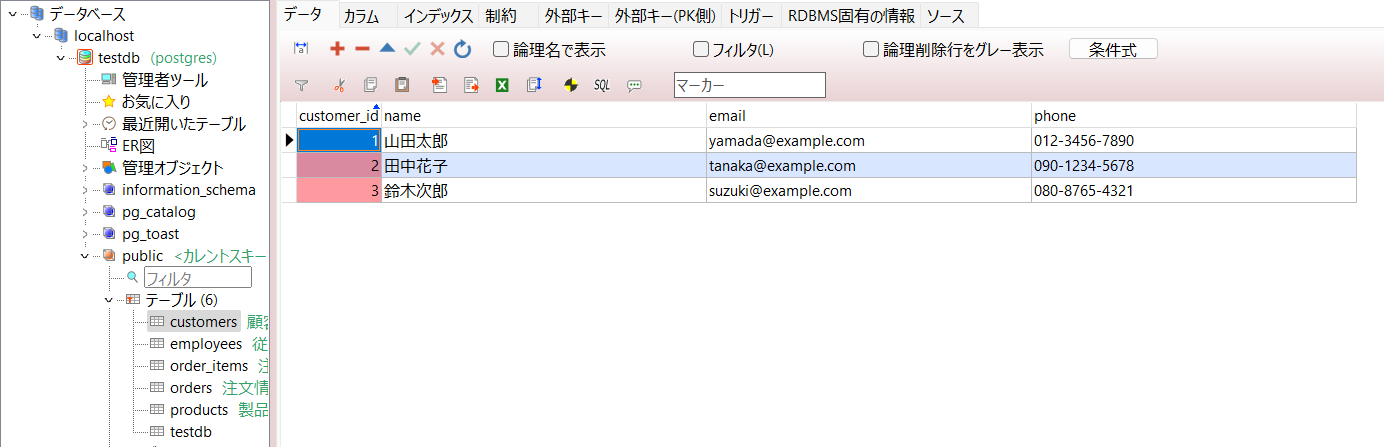 データベース
localhost
testdb (postgres)
管理者ツール
お気に入り
最近開いたテーブル
ER図
管理オブジェクト
information_schema
pg_catalog
pg_toast
public <カレントスキー
フィルタ
テーブル (6)
customers 顧客
employees 従
order_items 注
orders 注文情
products 製品
testdb
データ カラム インデックス 制約 外部キー 外部キー(PK側) トリガー RDBMS固有の情報 ソース
論理名で表示 フィルタ(L) 論理削除行をグレー表示 条件式
SQL マーカー
customer_id name email phone
1 山田太郎 yamada@example.com 012-3456-7890
2 田中花子 tanaka@example.com 090-1234-5678
3 鈴木次郎 suzuki@example.com 080-8765-4321